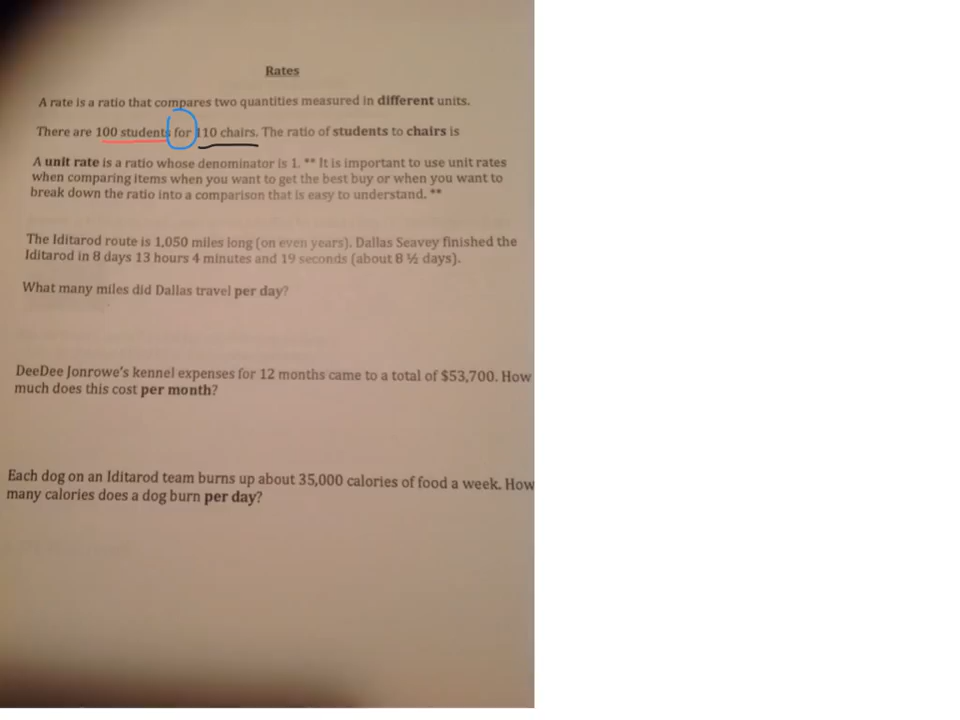 Rates
A rate is a ratio that compares two quantities measured in different units.
There are 100 students for 110 chairs. The ratio of students to chairs is
A unit rate is a ratio whose denominator is 1. ** It is important to use unit rates
when comparing items when you want to get the best buy or when you want to
break down the ratio into a comparison that is easy to understand. **
The Iditarod route is 1,050 miles long (on even years). Dallas Seavey finished the
Iditarod in 8 days 13 hours 4 minutes and 19 seconds (about 8 ½ days).
What many miles did Dallas travel per day?
DeeDee Jonrowe's kennel expenses for 12 months came to a total of $53,700. How
much does this cost per month?
Each dog on an Iditarod team burns up about 35,000 calories of food a week. How
many calories does a dog burn per day?